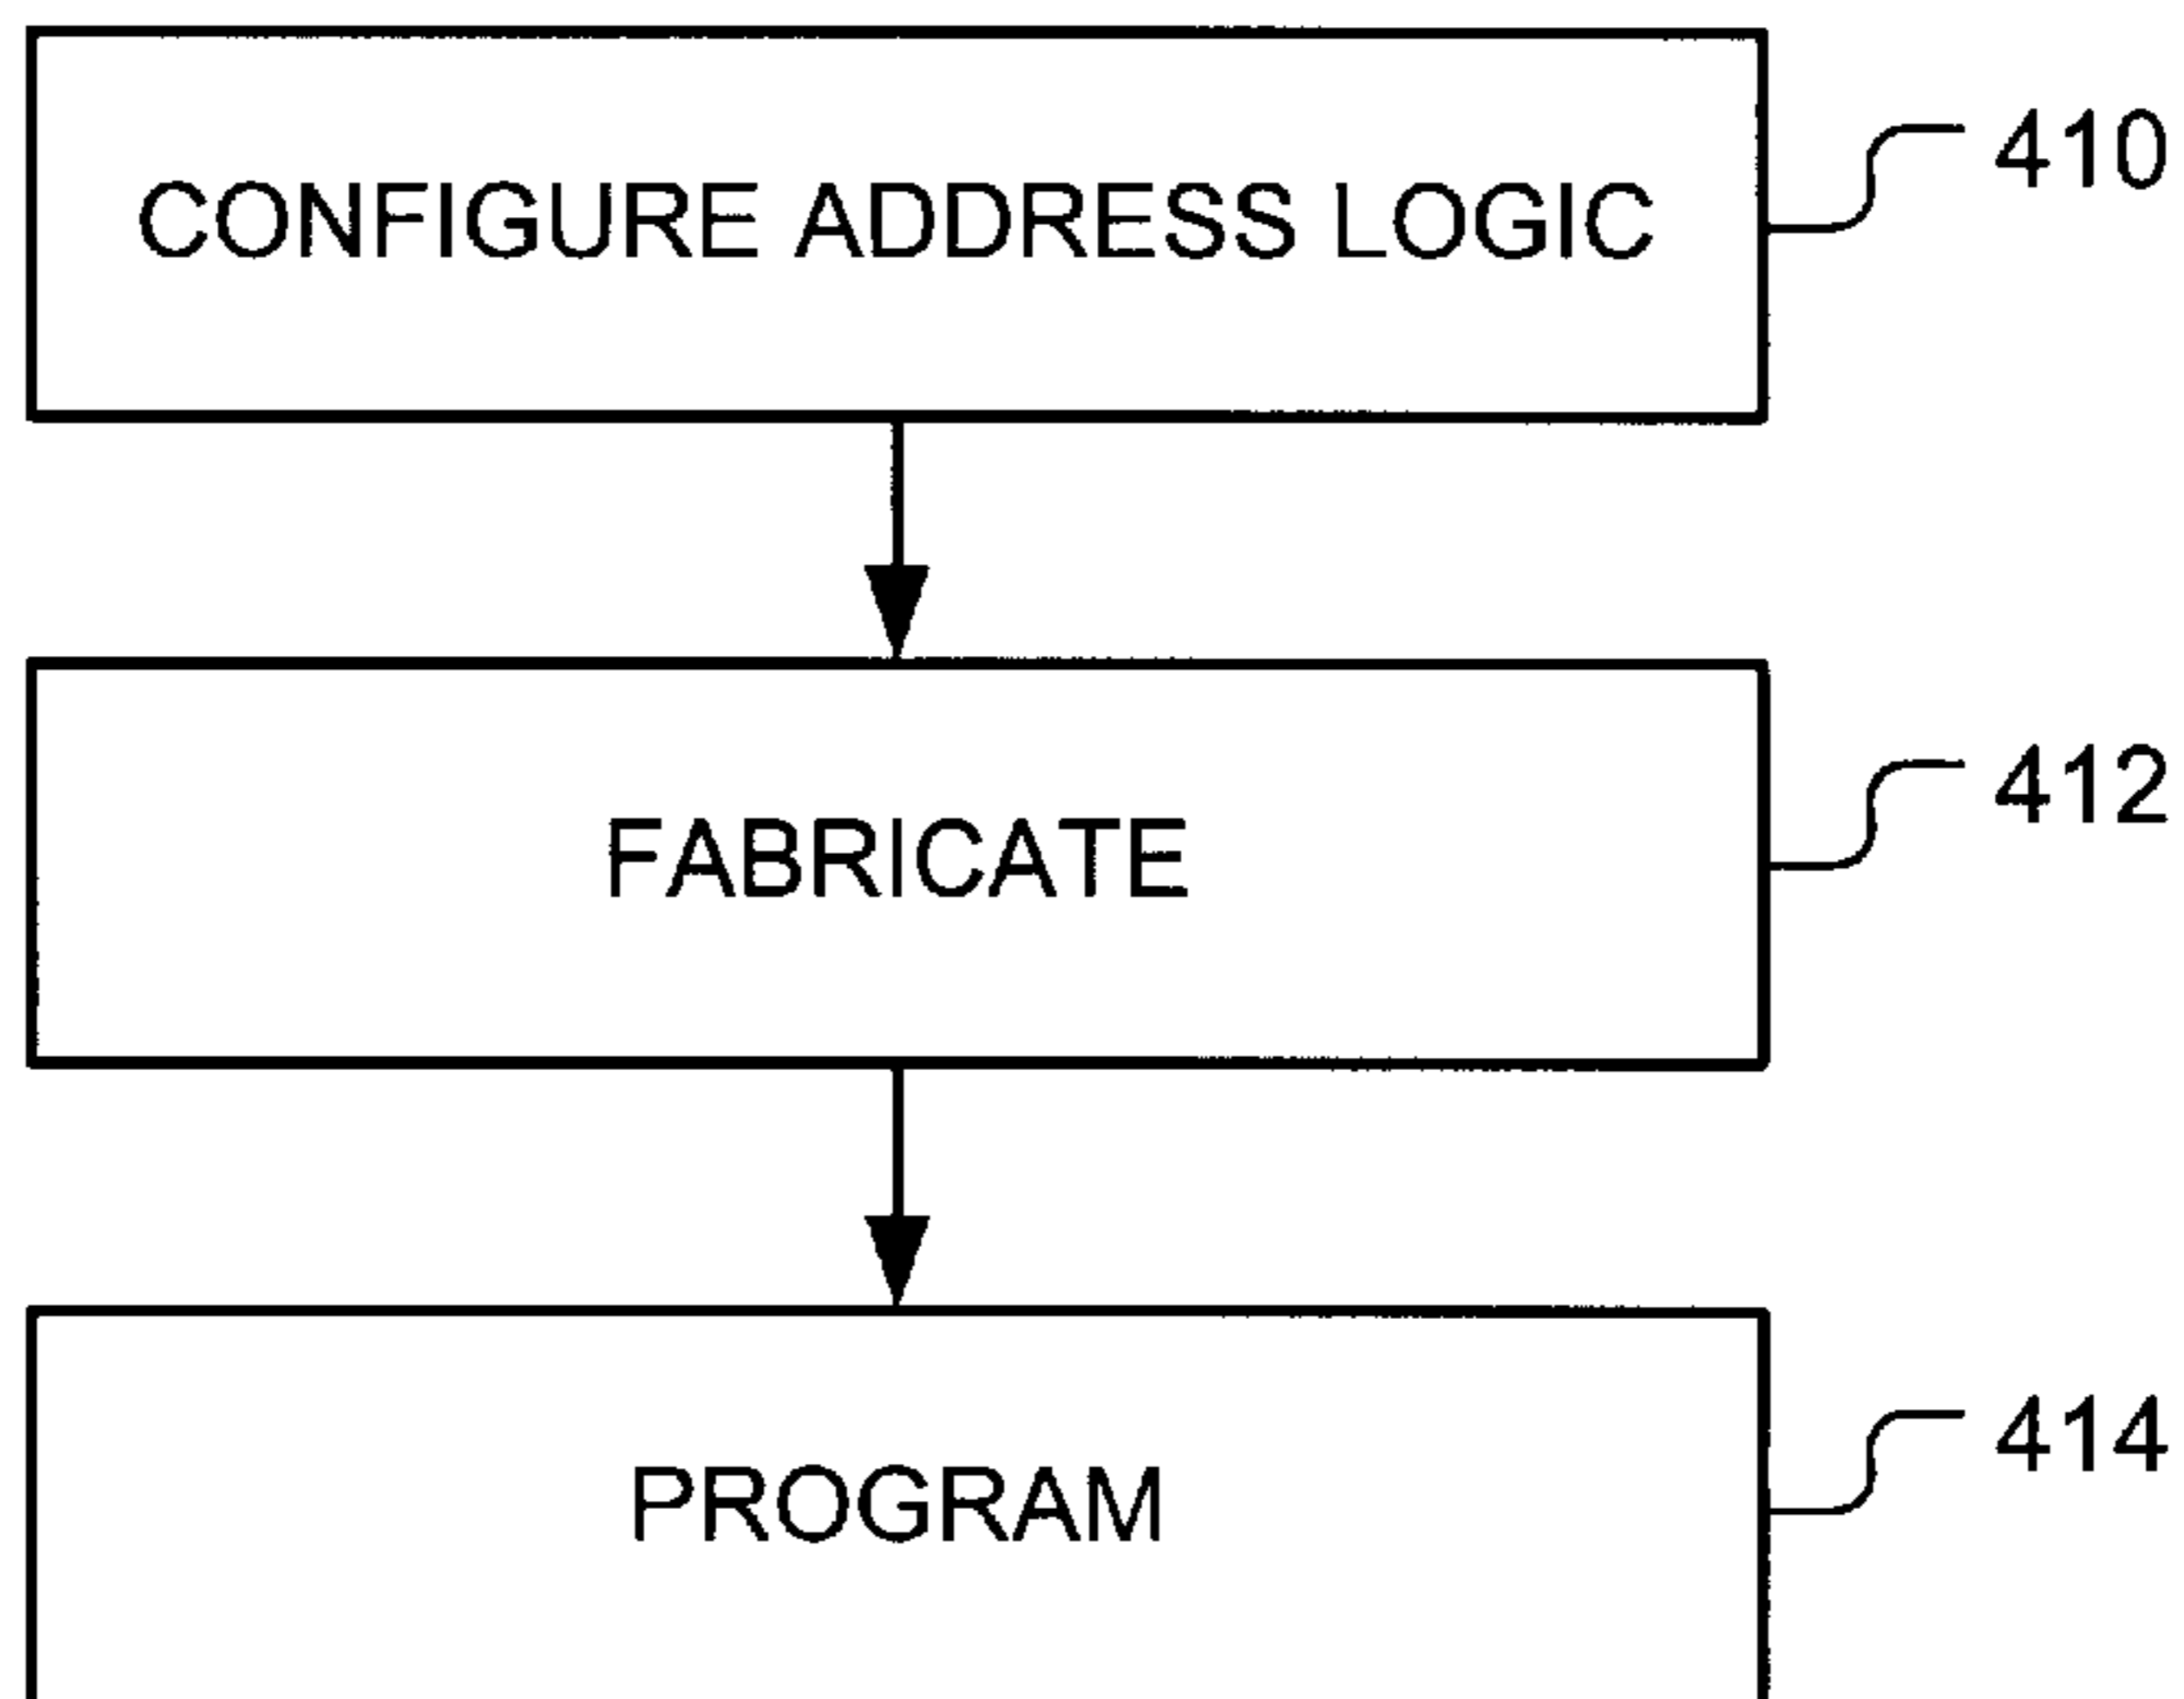 CONFIGURE ADDRESS LOGIC
410
FABRICATE
412
PROGRAM
414